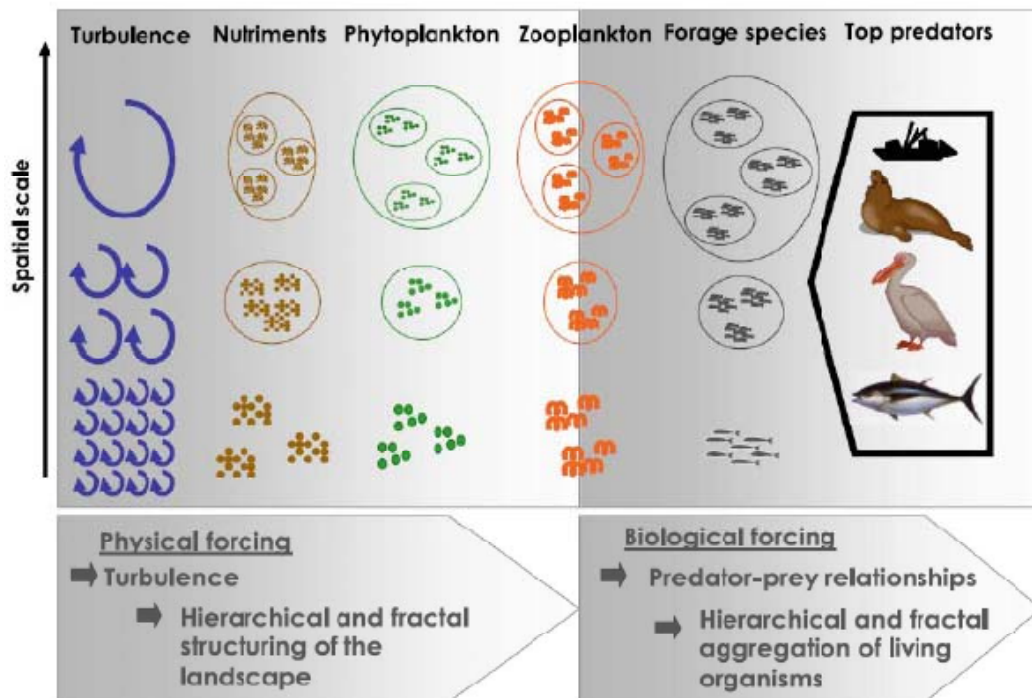 Turbulence Nutriments Phytoplankton Zooplankton Forage species Top predators
Spatial scale
Physical forcing
Turbulence
Hierarchical and fractal
structuring of the
landscape
Biological forcing
Predator-prey relationships
Hierarchical and fractal
aggregation of living
organisms